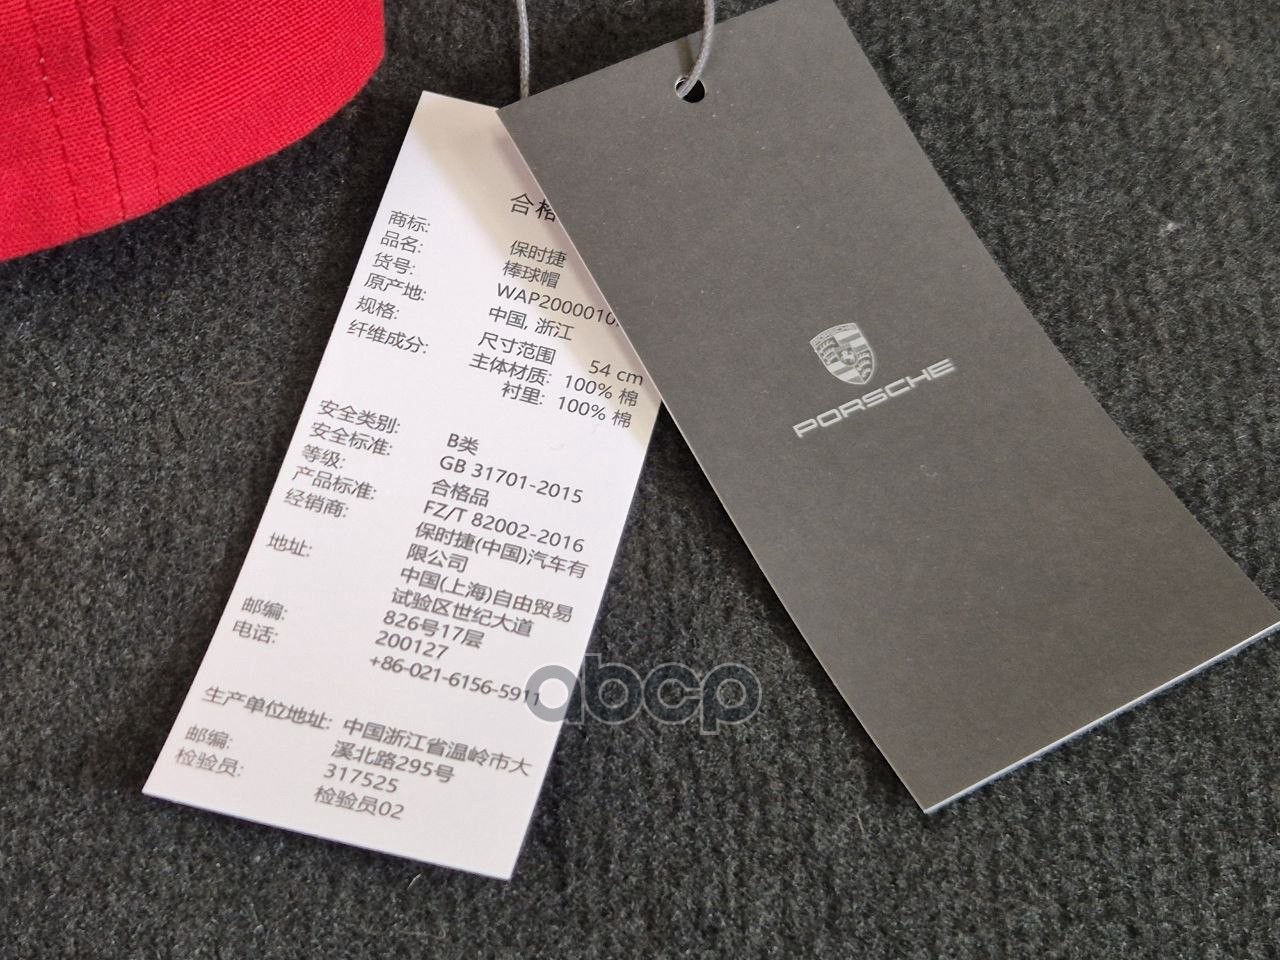 合格
商标: 保时捷
品名: 棒球帽
货号: WAP2000010
原产地: 中国, 浙江
规格: 尺寸范围 54 cm
纤维成分: 主体材质: 100% 棉
衬里: 100% 棉
安全类别: B类
安全标准: GB 31701-2015
等级: 合格品
产品标准: FZ/T 82002-2016
经销商: 保时捷(中国)汽车有
限公司
地址: 中国(上海)自由贸易
试验区世纪大道
826号17层
邮编: 200127
电话: +86-021-6156-5911
生产单位地址: 中国浙江省温岭市大
溪北路295号
邮编: 317525
检验员: 检验员02
PORSCHE
abcp